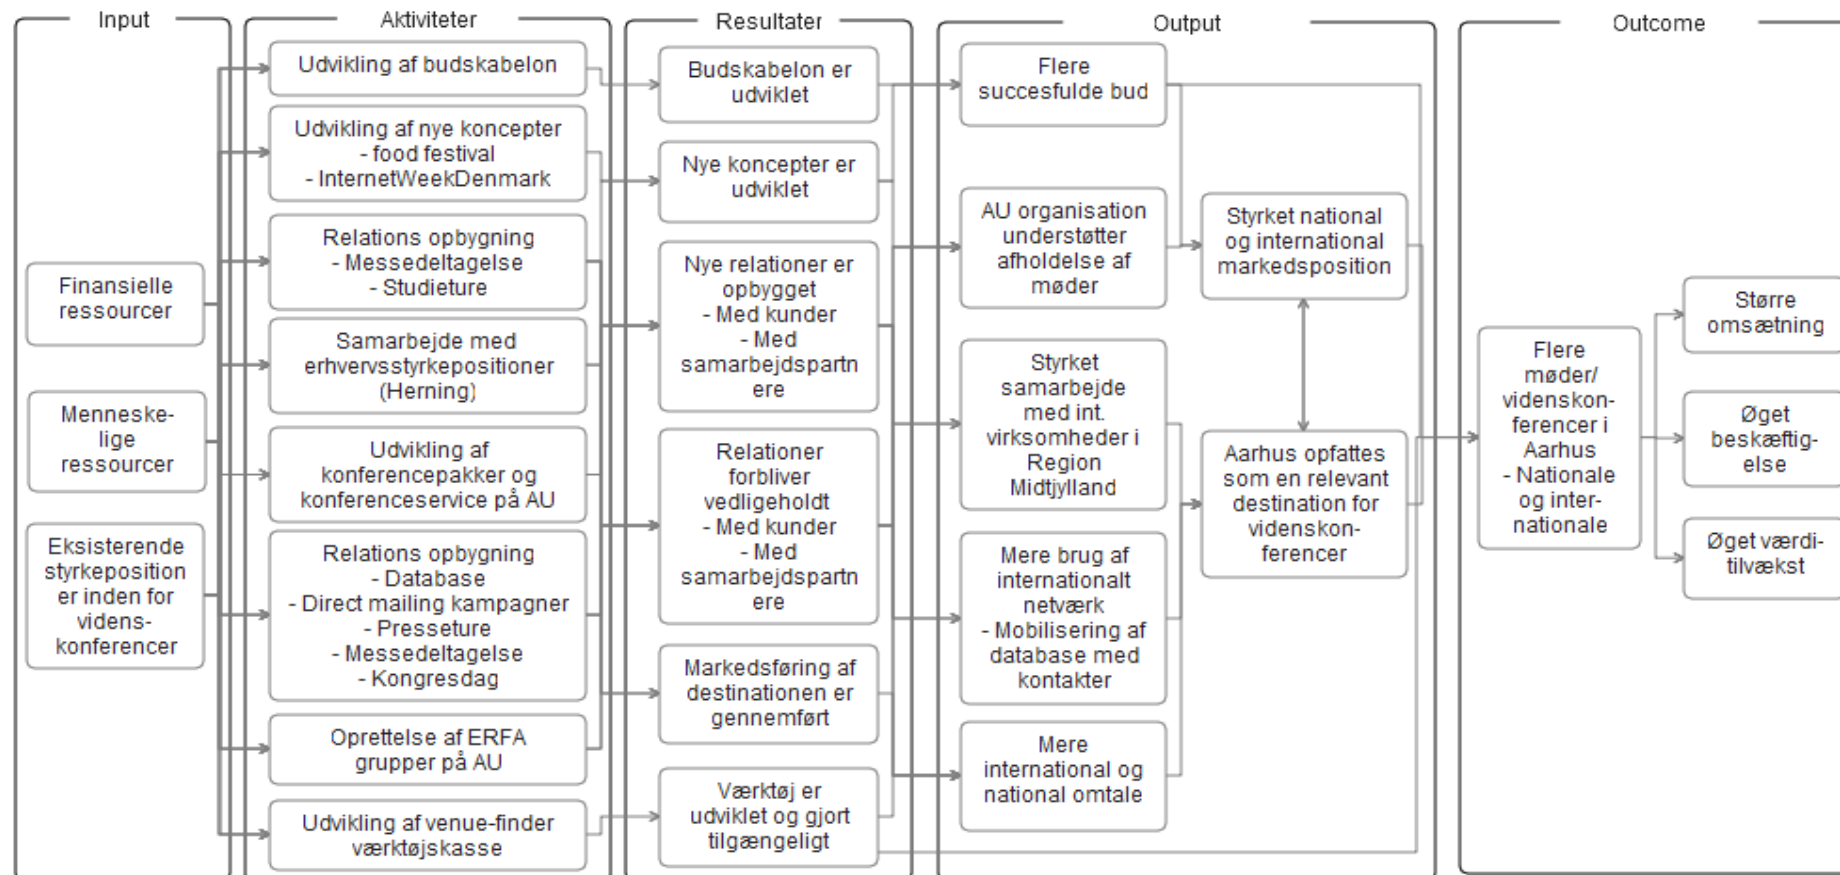 Input
Finansielle
ressourcer
Menneske-
lige
ressourcer
Eksisterende
styrkeposition
er inden for
videns-
konferencer
Aktiviteter
Udvikling af budskabelon
Udvikling af nye koncepter
- food festival
- InternetWeekDenmark
Relations opbygning
- Messedeltagelse
- Studieture
Samarbejde med
erhvervsstyrkepositioner
(Herning)
Udvikling af
konferencepakker og
konferenceservice på AU
Relations opbygning
- Database
- Direct mailing kampagner
- Presseture
- Messedeltagelse
- Kongresdag
Oprettelse af ERFA
grupper på AU
Udvikling af venue-finder
værktøjskasse
Resultater
Budskabelon er
udviklet
Nye koncepter er
udviklet
Nye relationer er
opbygget
- Med kunder
- Med
samarbejdspartn
ere
Relationer
forbliver
vedligeholdt
- Med kunder
- Med
samarbejdspartn
ere
Markedsføring af
destinationen er
gennemført
Værktøj er
udviklet og gjort
tilgængeligt
Output
Flere
succesfulde bud
AU organisation
understøtter
afholdelse af
møder
Styrket
samarbejde
med int.
virksomheder i
Region
Midtjylland
Mere brug af
internationalt
netværk
- Mobilisering af
database med
kontakter
Mere
international og
national omtale
Styrket national
og international
markedsposition
Aarhus opfattes
som en relevant
destination for
videnskon-
ferencer
Outcome
Flere
møder/
videnskon-
ferencer i
Aarhus
- Nationale
og inter-
nationale
Større
omsætning
Øget
beskæftig-
else
Øget værdi-
tilvækst